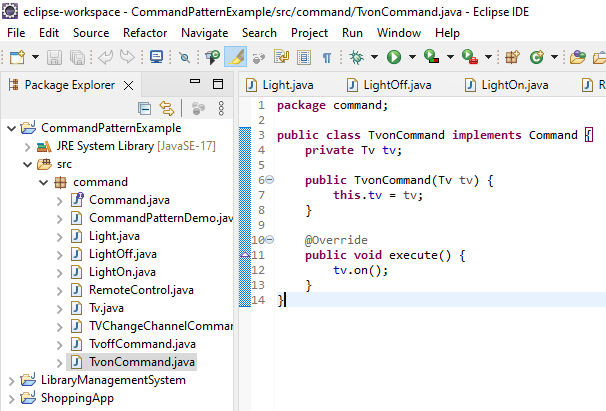 eclipse-workspace - CommandPatternExample/src/command/TvonCommand.java - Eclipse IDE
File Edit Source Refactor Navigate Search Project Run Window Help
Package Explorer
CommandPatternExample
JRE System Library [JavaSE-17]
src
command
Command.java
CommandPatternDemo.java
Light.java
LightOff.java
LightOn.java
RemoteControl.java
Tv.java
TVChangeChannelComma
TvoffCommand.java
TvonCommand.java
LibraryManagementSystem
ShoppingApp
Light.java LightOff.java LightOn.java R
1 package command;
2
3 public class TvonCommand implements Command {
4 private Tv tv;
5
6 public TvonCommand(Tv tv) {
7 this.tv = tv;
8 }
9
10 @Override
11 public void execute() {
12 tv.on();
13 }
14 }